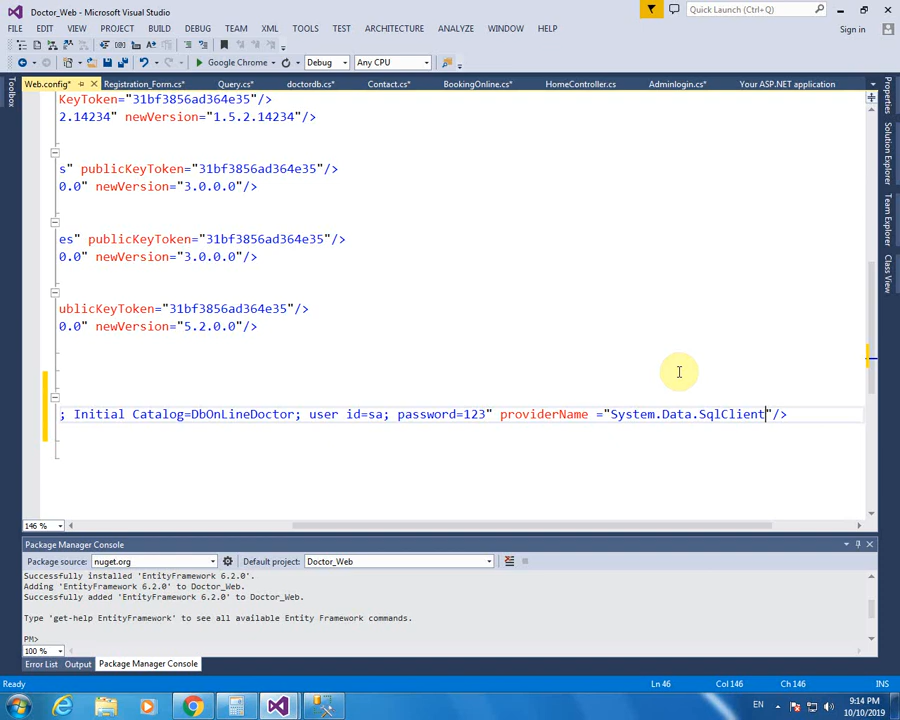 Doctor_Web - Microsoft Visual Studio
Quick Launch (Ctrl+Q)
FILE EDIT VIEW PROJECT BUILD DEBUG TEAM XML TOOLS TEST ARCHITECTURE ANALYZE WINDOW HELP
Sign in
Google Chrome Debug Any CPU
Web.config* Registration_Form.cs* Query.cs* doctordb.cs* Contact.cs* BookingOnline.cs* HomeController.cs Adminlogin.cs* Your ASP.NET application
Toolbox
Properties
Solution Explorer
Team Explorer
Class View
KeyToken="31bf3856ad364e35"/>
2.14234" newVersion="1.5.2.14234"/>
s" publicKeyToken="31bf3856ad364e35"/>
0.0" newVersion="3.0.0.0"/>
es" publicKeyToken="31bf3856ad364e35"/>
0.0" newVersion="3.0.0.0"/>
ublicKeyToken="31bf3856ad364e35"/>
0.0" newVersion="5.2.0.0"/>
; Initial Catalog=DbOnLineDoctor; user id=sa; password=123" providerName ="System.Data.SqlClient"/>
146 %
Package Manager Console
Package source: nuget.org Default project: Doctor_Web
Successfully installed 'EntityFramework 6.2.0'.
Adding 'EntityFramework 6.2.0' to Doctor_Web.
Successfully added 'EntityFramework 6.2.0' to Doctor_Web.
Type 'get-help EntityFramework' to see all available Entity Framework commands.
PM>
100 %
Error List Output Package Manager Console
Ready Ln 46 Col 146 Ch 146 INS
EN 9:14 PM
10/10/2019